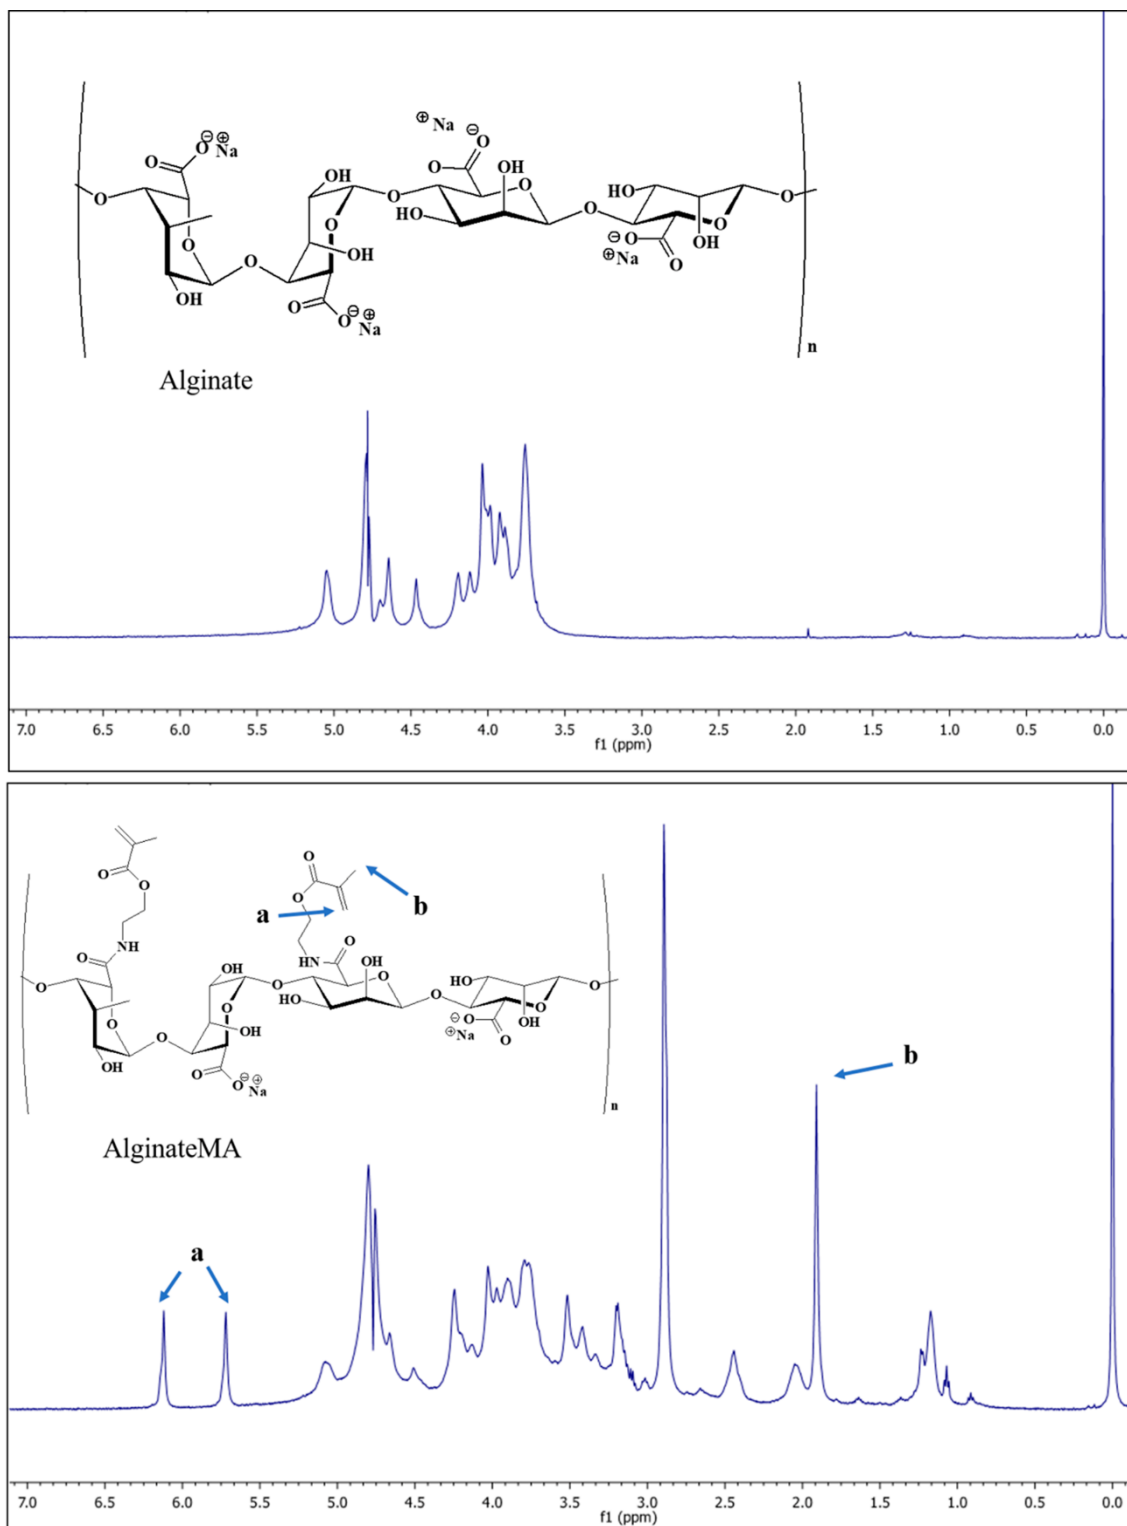 ⊕ Na ⊖
O O⊖ ⊕Na
O O OH
OH O O HO O
O O HO O O
O OH ⊖O OH
O ⊕Na O
OH O O⊖ ⊕Na
n
Alginate
7.0 6.5 6.0 5.5 5.0 4.5 4.0 3.5 3.0 2.5 2.0 1.5 1.0 0.5 0.0
f1 (ppm)
O O
O O b
a
O NH HN O
OH O O OH O HO O
O O HO O O
O OH O⊖ OH
OH O ⊕Na O
O O⊖ ⊕Na
n
b
AlginateMA
a
7.0 6.5 6.0 5.5 5.0 4.5 4.0 3.5 3.0 2.5 2.0 1.5 1.0 0.5 0.0
f1 (ppm)